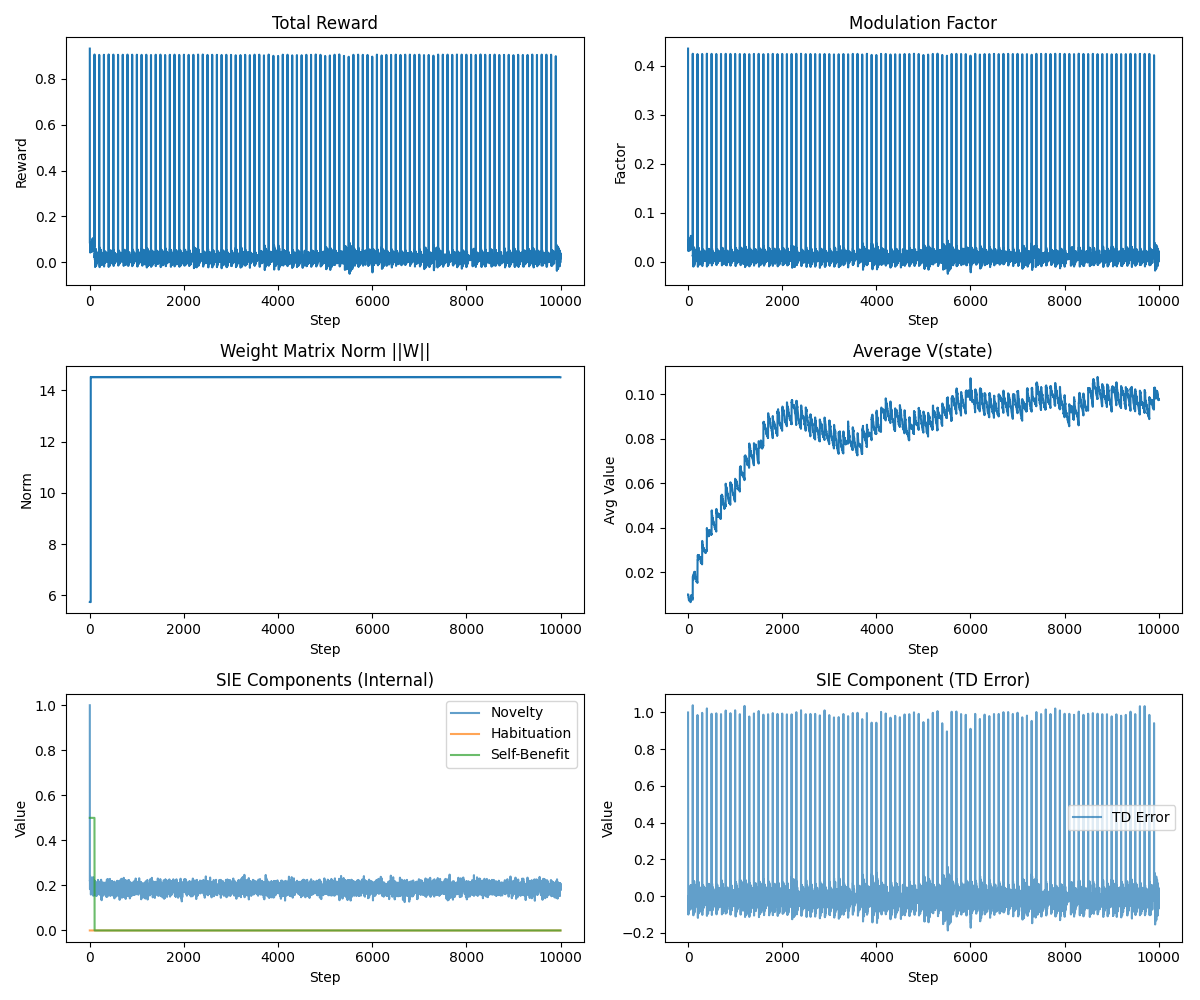 Total Reward
Reward
0.8
0.6
0.4
0.2
0.0
0 2000 4000 6000 8000 10000
Step
Modulation Factor
Factor
0.4
0.3
0.2
0.1
0.0
0 2000 4000 6000 8000 10000
Step
Weight Matrix Norm ||W||
Norm
14
12
10
8
6
0 2000 4000 6000 8000 10000
Step
Average V(state)
Avg Value
0.10
0.08
0.06
0.04
0.02
0 2000 4000 6000 8000 10000
Step
SIE Components (Internal)
Value
1.0
0.8
0.6
0.4
0.2
0.0
Novelty
Habituation
Self-Benefit
0 2000 4000 6000 8000 10000
Step
SIE Component (TD Error)
Value
1.0
0.8
0.6
0.4
0.2
0.0
−0.2
TD Error
0 2000 4000 6000 8000 10000
Step